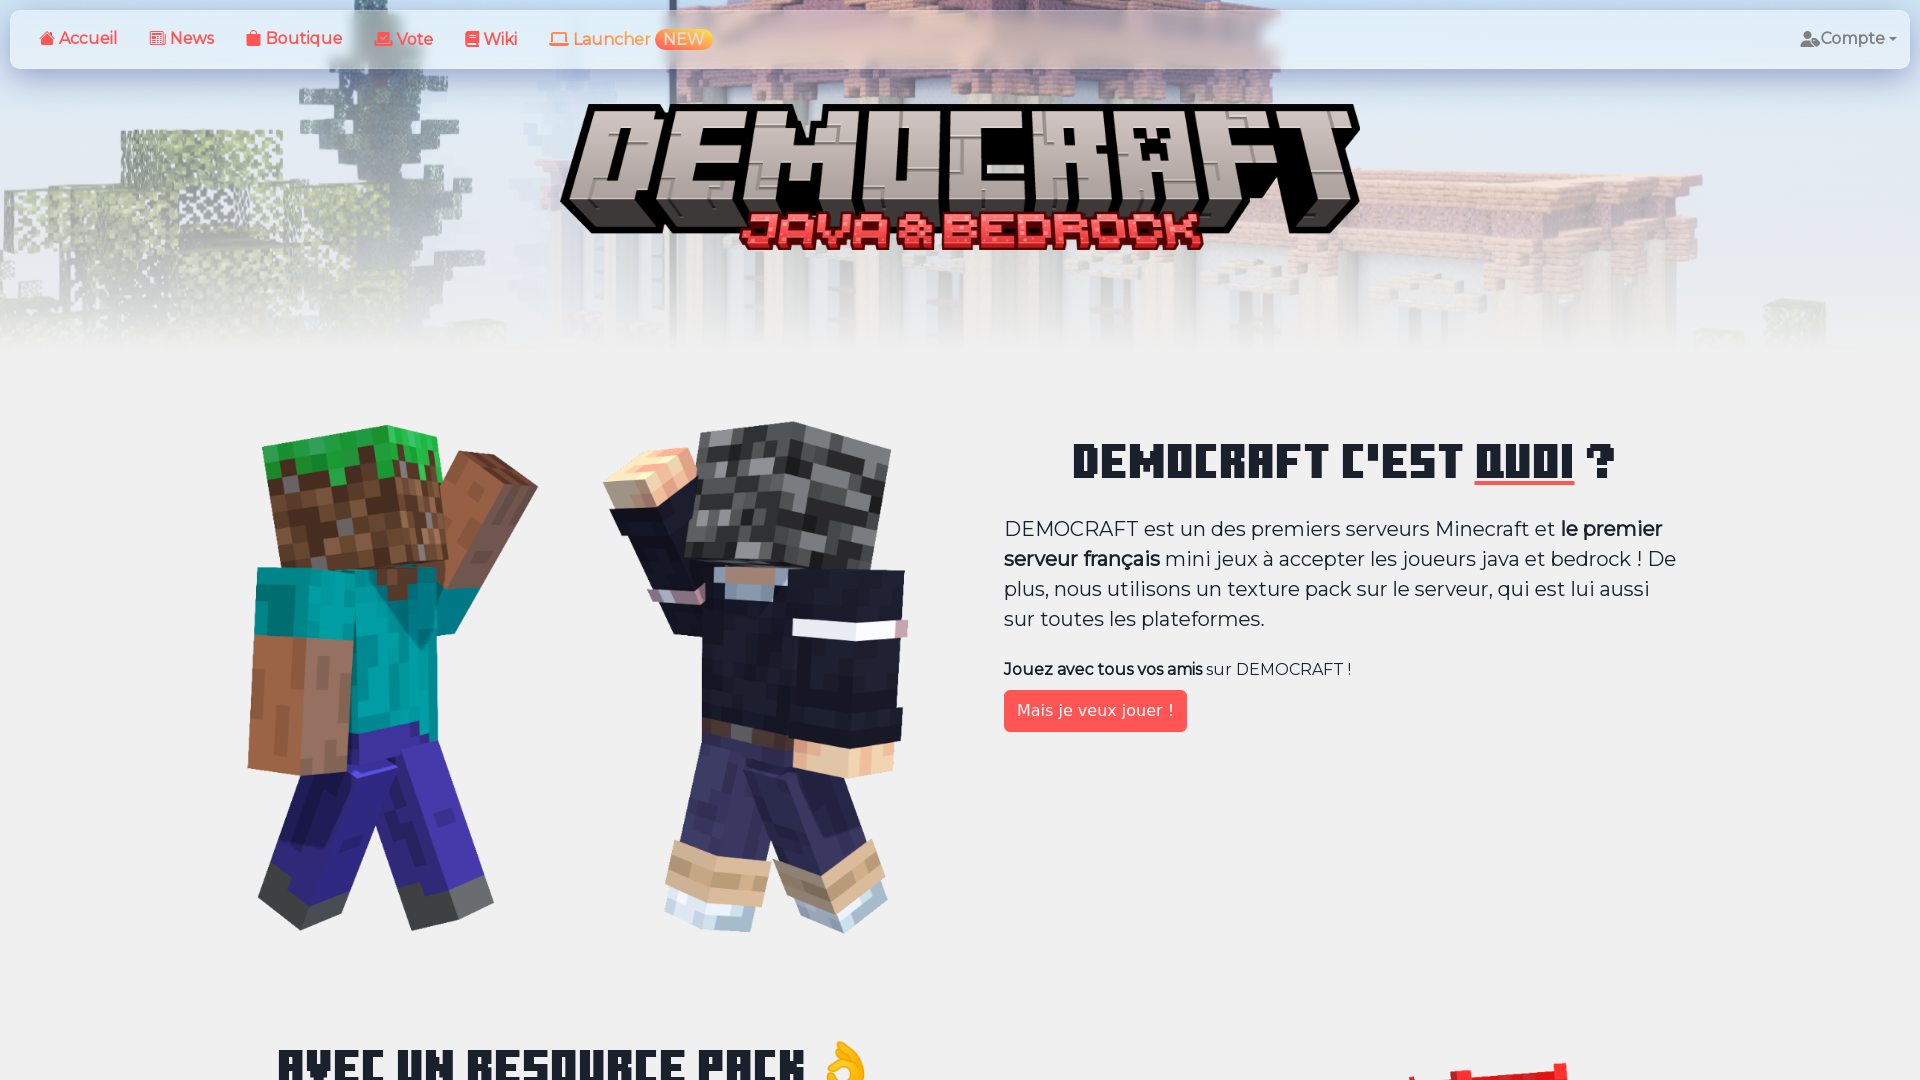 Accueil News Boutique Vote Wiki Launcher NEW Compte
DEMOCRAFT
JAVA & BEDROCK
DEMOCRAFT C'EST QUOI ?
DEMOCRAFT est un des premiers serveurs Minecraft et le premier
serveur français mini jeux à accepter les joueurs java et bedrock ! De
plus, nous utilisons un texture pack sur le serveur, qui est lui aussi
sur toutes les plateformes.
Jouez avec tous vos amis sur DEMOCRAFT !
Mais je veux jouer !
AVEC UN RESOURCE PACK 👌